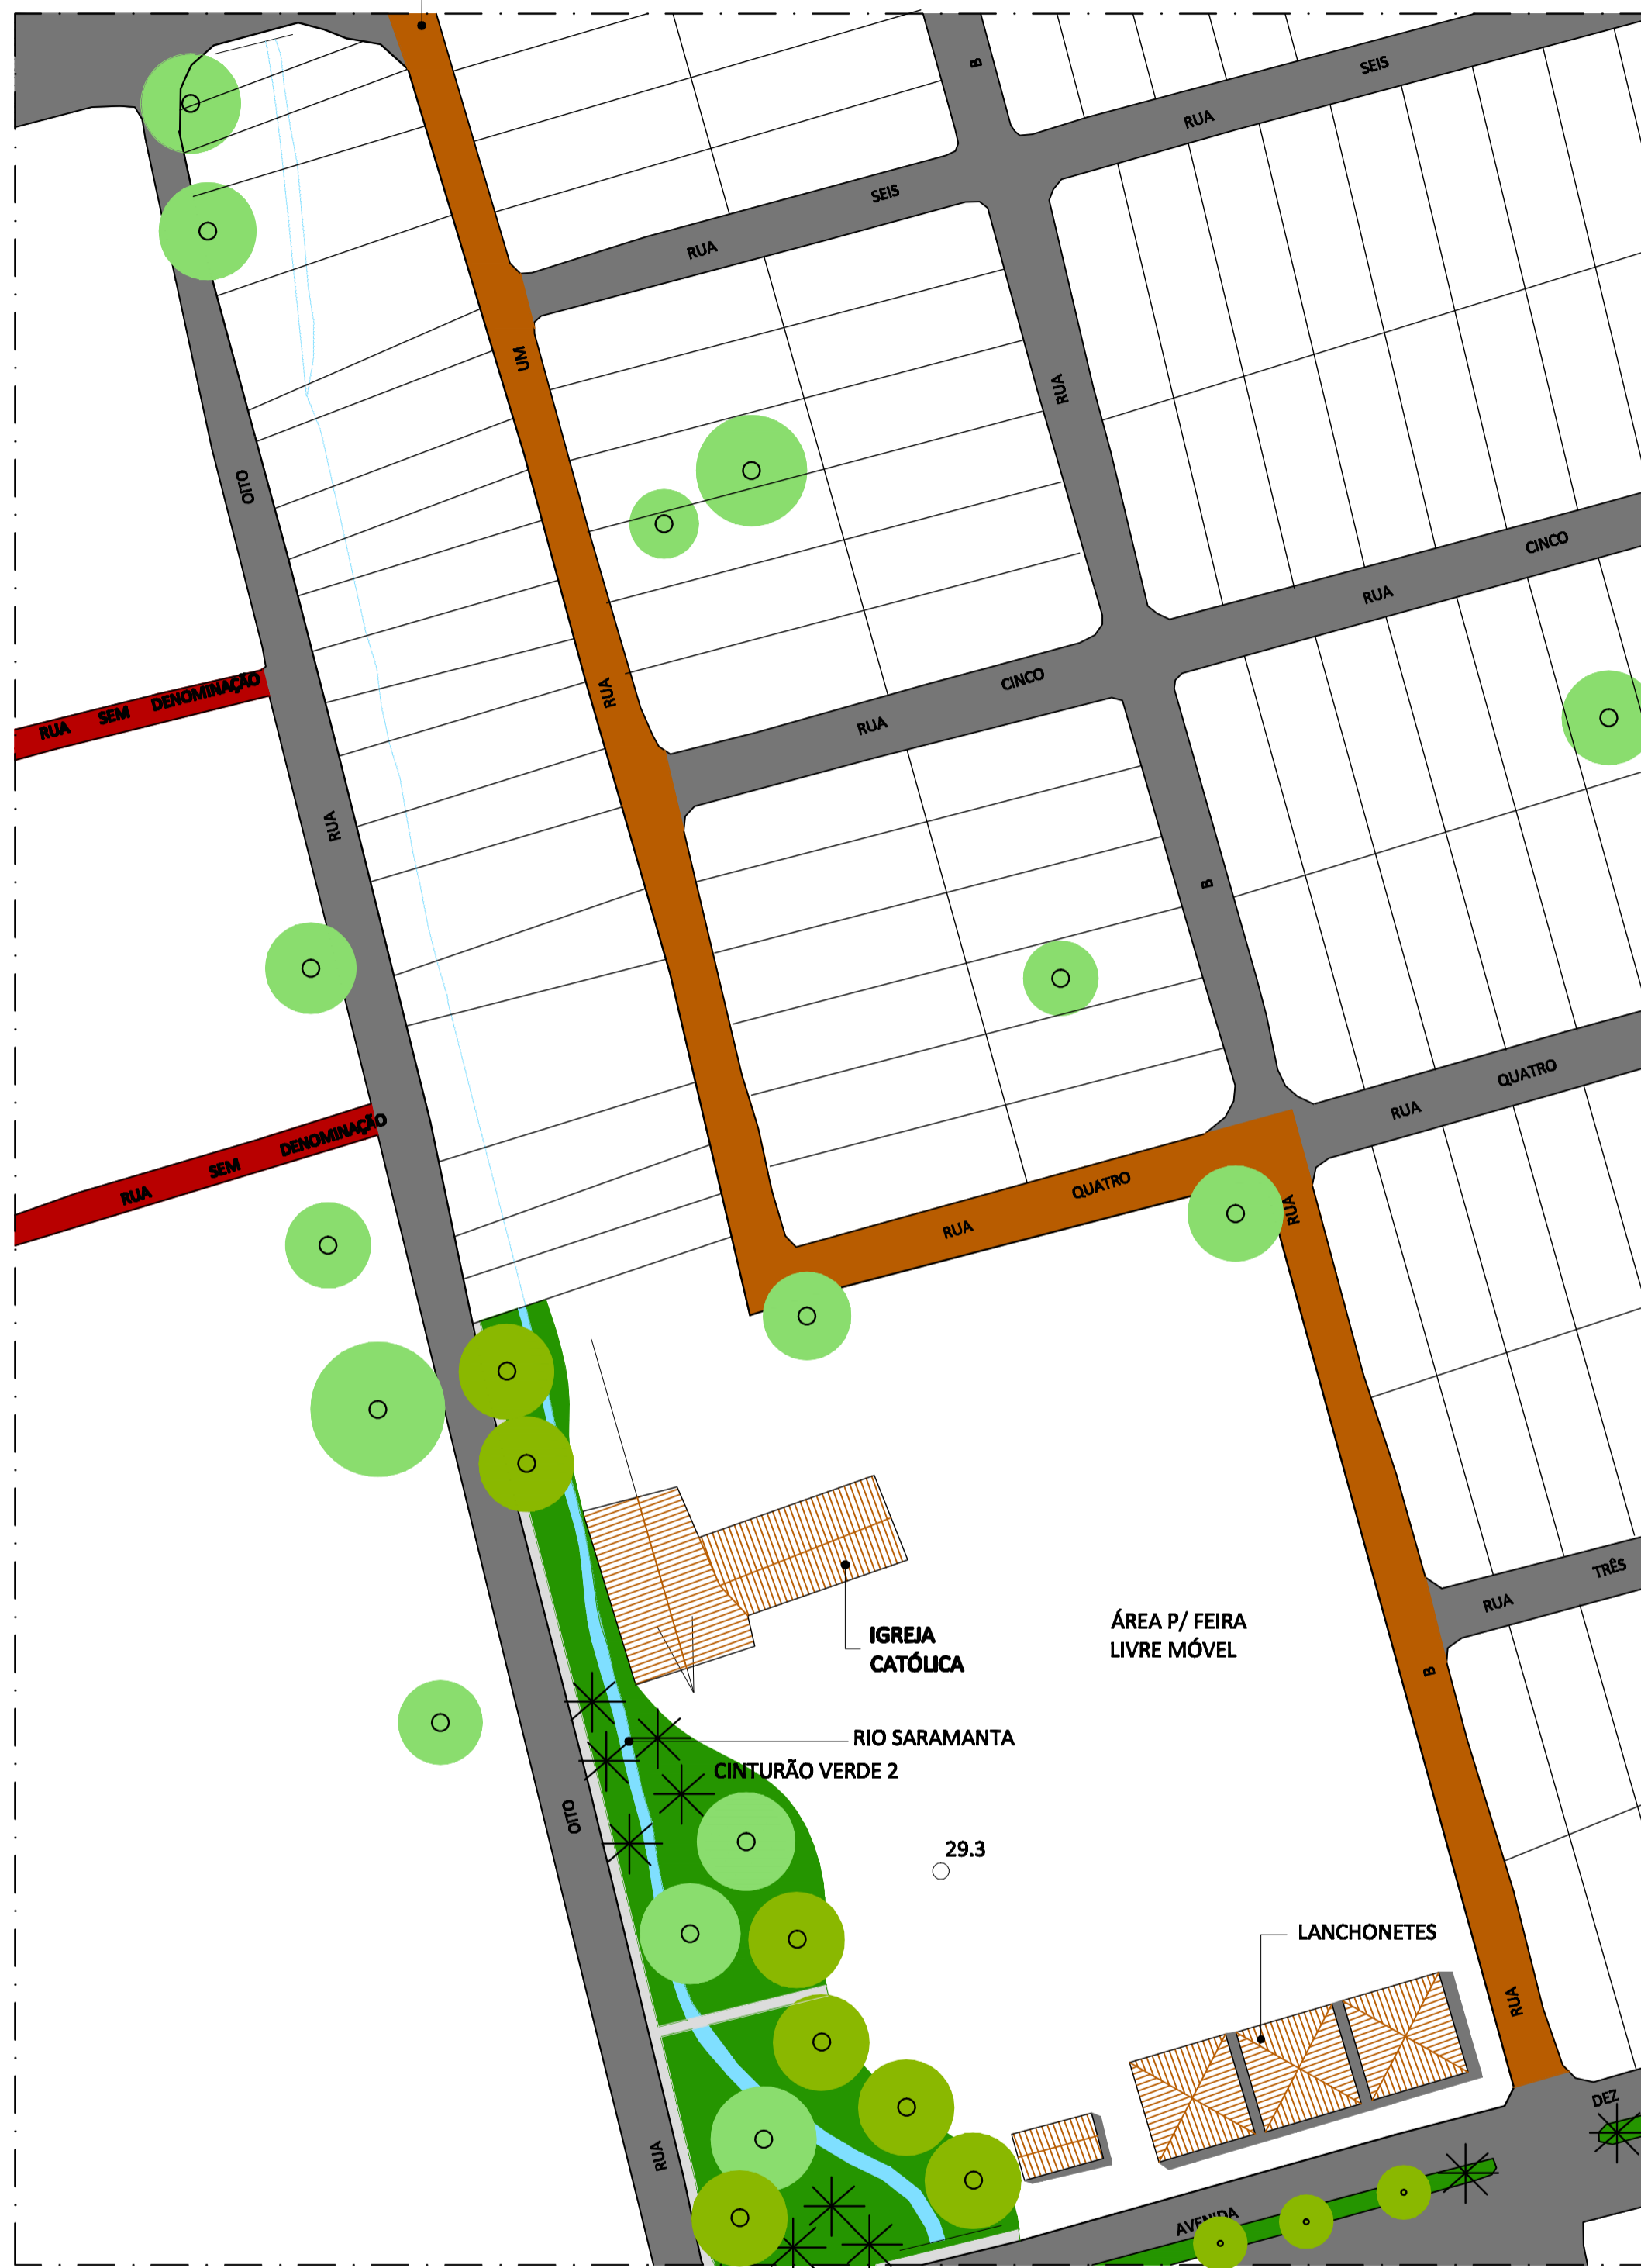 B
RUA SEIS
RUA SEIS
UM
RUA
OITO
RUA CINCO
RUA SEM DENOMINAÇÃO
RUA
RUA CINCO
RUA
B
RUA QUATRO
RUA SEM DENOMINAÇÃO
RUA QUATRO
RUA
RUA TRÊS
IGREJA
CATÓLICA
ÁREA P/ FEIRA
LIVRE MÓVEL
B
RIO SARAMANTA
CINTURÃO VERDE 2
OITO
29.3
LANCHONETES
RUA
DEZ
RUA
AVENIDA